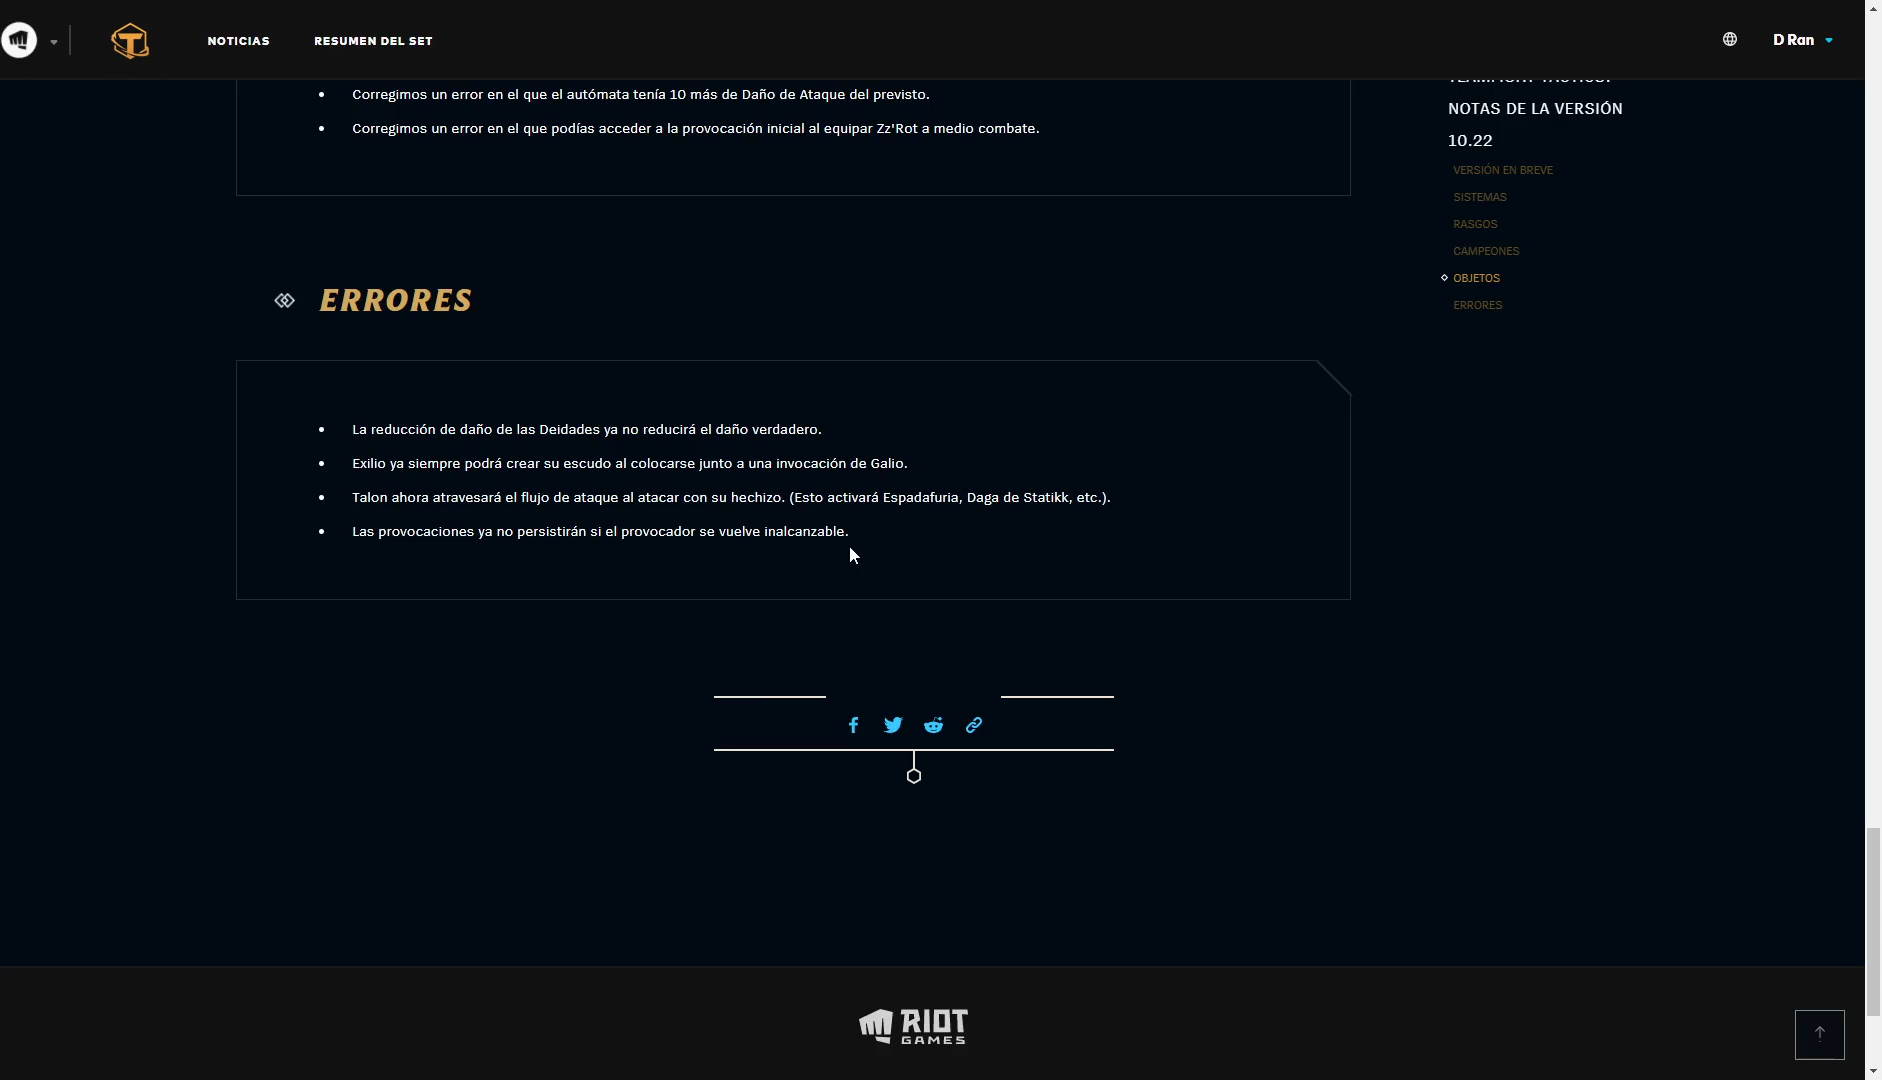 NOTICIAS
RESUMEN DEL SET
D Ran
Corregimos un error en el que el autómata tenía 10 más de Daño de Ataque del previsto.
Corregimos un error en el que podías acceder a la provocación inicial al equipar Zz'Rot a medio combate.
ERRORES
La reducción de daño de las Deidades ya no reducirá el daño verdadero.
Exilio ya siempre podrá crear su escudo al colocarse junto a una invocación de Galio.
Talon ahora atravesará el flujo de ataque al atacar con su hechizo. (Esto activará Espadafuria, Daga de Statikk, etc.).
Las provocaciones ya no persistirán si el provocador se vuelve inalcanzable.
NOTAS DE LA VERSIÓN
10.22
VERSIÓN EN BREVE
SISTEMAS
RASGOS
CAMPEONES
OBJETOS
ERRORES
RIOT
GAMES